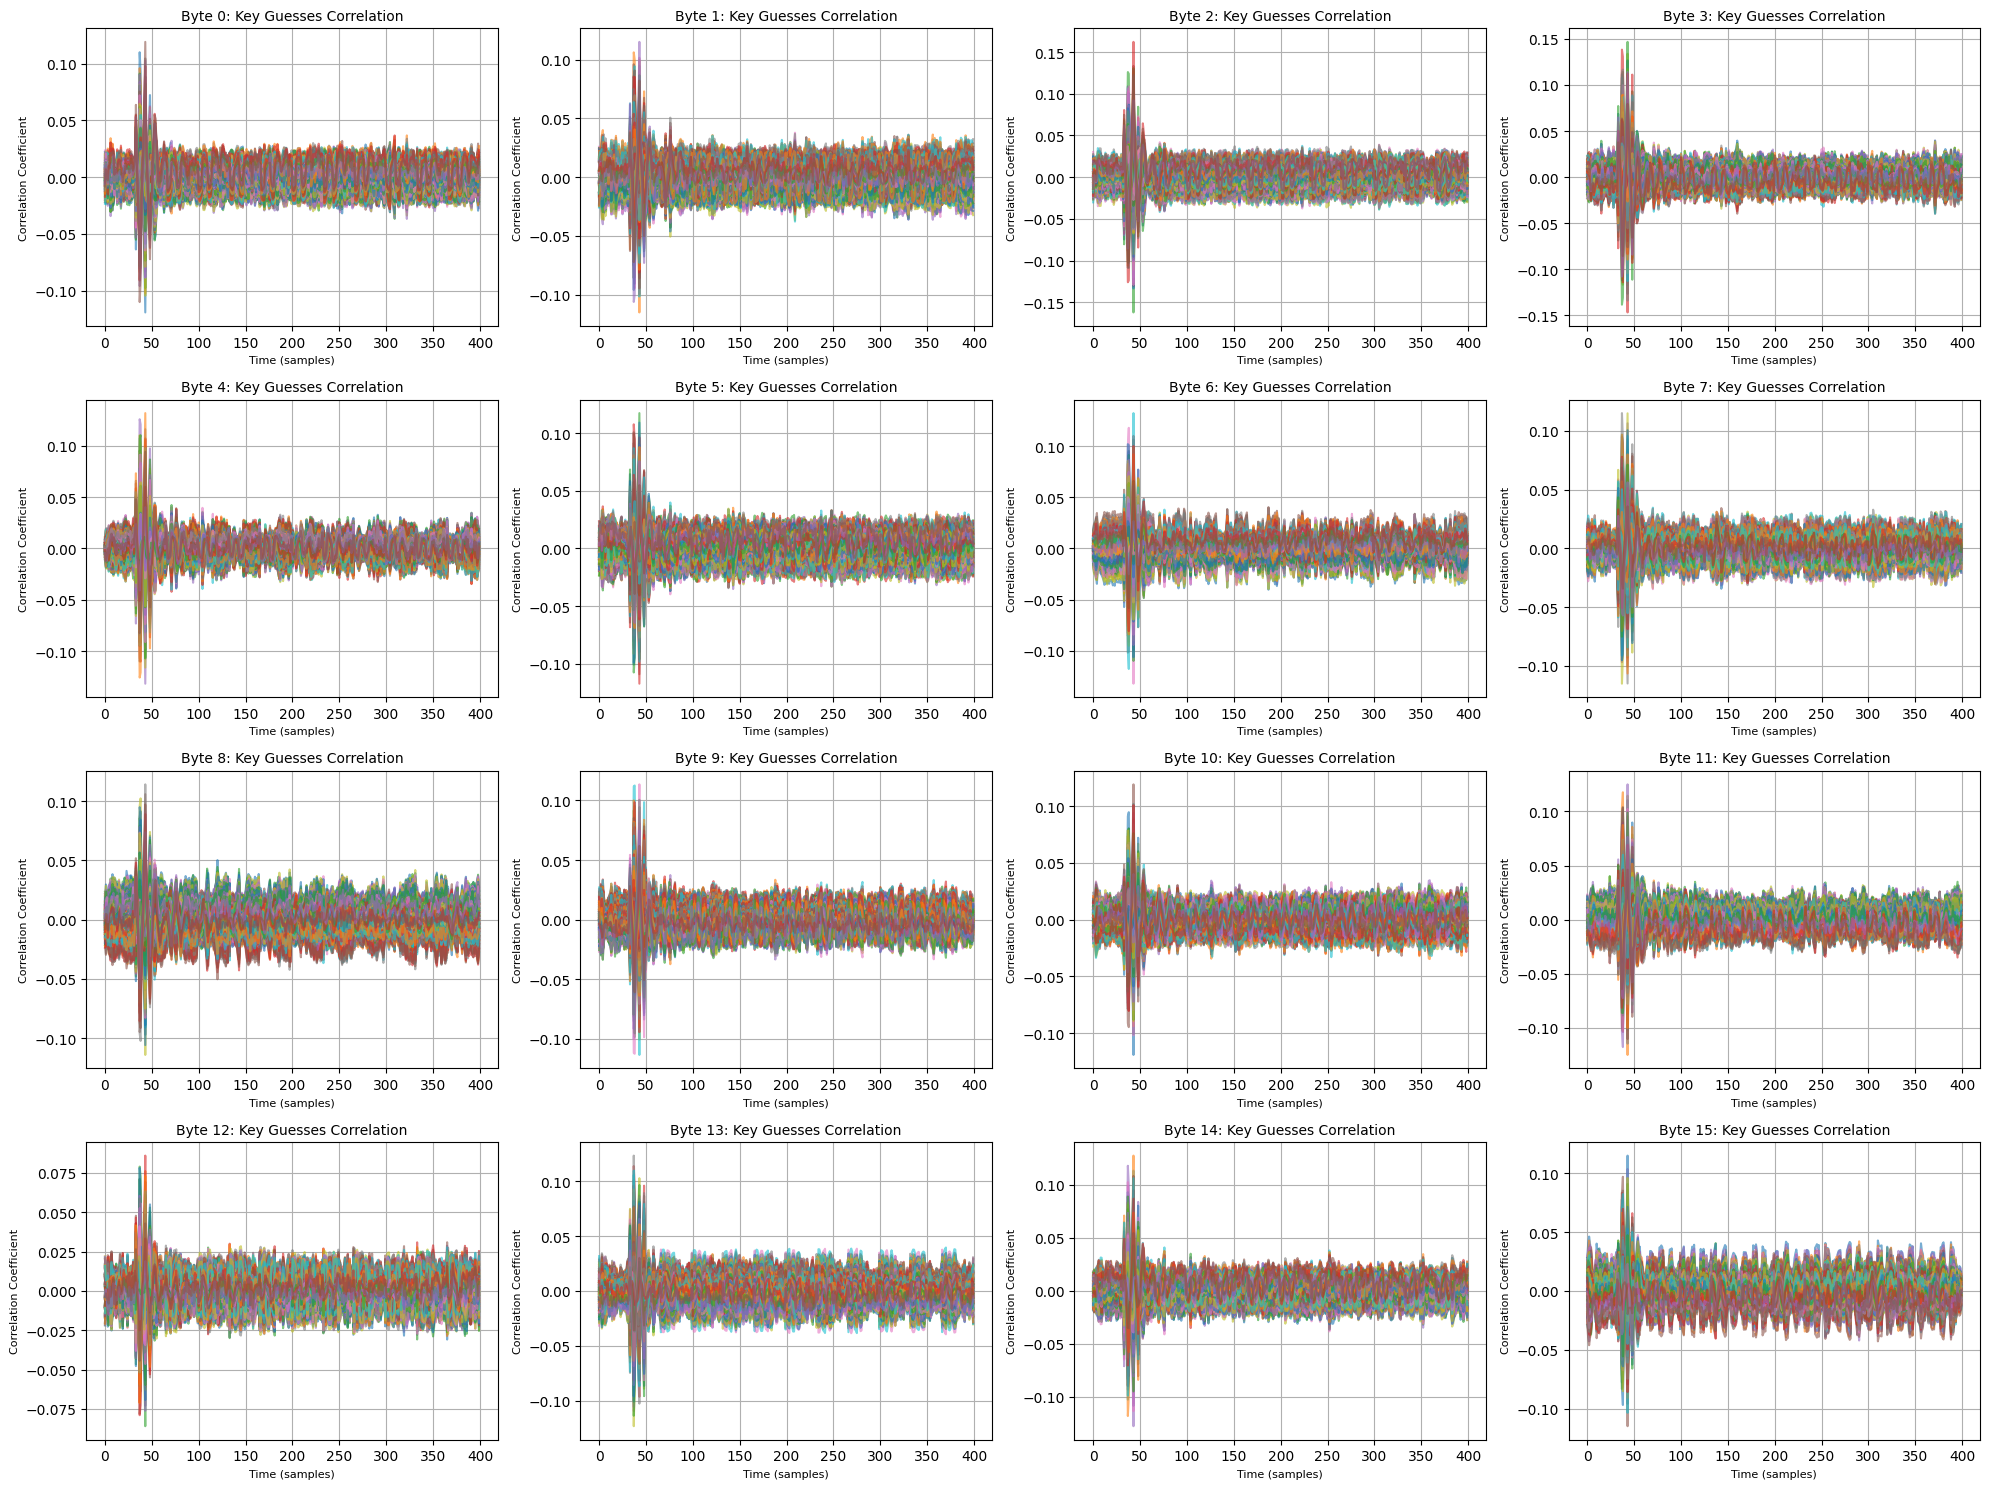 Byte 0: Key Guesses Correlation
Correlation Coefficient
0.10
0.05
0.00
−0.05
−0.10
0 50 100 150 200 250 300 350 400
Time (samples)
Byte 1: Key Guesses Correlation
Correlation Coefficient
0.10
0.05
0.00
−0.05
−0.10
0 50 100 150 200 250 300 350 400
Time (samples)
Byte 2: Key Guesses Correlation
Correlation Coefficient
0.15
0.10
0.05
0.00
−0.05
−0.10
−0.15
0 50 100 150 200 250 300 350 400
Time (samples)
Byte 3: Key Guesses Correlation
Correlation Coefficient
0.15
0.10
0.05
0.00
−0.05
−0.10
−0.15
0 50 100 150 200 250 300 350 400
Time (samples)
Byte 4: Key Guesses Correlation
Correlation Coefficient
0.10
0.05
0.00
−0.05
−0.10
0 50 100 150 200 250 300 350 400
Time (samples)
Byte 5: Key Guesses Correlation
Correlation Coefficient
0.10
0.05
0.00
−0.05
−0.10
0 50 100 150 200 250 300 350 400
Time (samples)
Byte 6: Key Guesses Correlation
Correlation Coefficient
0.10
0.05
0.00
−0.05
−0.10
0 50 100 150 200 250 300 350 400
Time (samples)
Byte 7: Key Guesses Correlation
Correlation Coefficient
0.10
0.05
0.00
−0.05
−0.10
0 50 100 150 200 250 300 350 400
Time (samples)
Byte 8: Key Guesses Correlation
Correlation Coefficient
0.10
0.05
0.00
−0.05
−0.10
0 50 100 150 200 250 300 350 400
Time (samples)
Byte 9: Key Guesses Correlation
Correlation Coefficient
0.10
0.05
0.00
−0.05
−0.10
0 50 100 150 200 250 300 350 400
Time (samples)
Byte 10: Key Guesses Correlation
Correlation Coefficient
0.10
0.05
0.00
−0.05
−0.10
0 50 100 150 200 250 300 350 400
Time (samples)
Byte 11: Key Guesses Correlation
Correlation Coefficient
0.10
0.05
0.00
−0.05
−0.10
0 50 100 150 200 250 300 350 400
Time (samples)
Byte 12: Key Guesses Correlation
Correlation Coefficient
0.075
0.050
0.025
0.000
−0.025
−0.050
−0.075
0 50 100 150 200 250 300 350 400
Time (samples)
Byte 13: Key Guesses Correlation
Correlation Coefficient
0.10
0.05
0.00
−0.05
−0.10
0 50 100 150 200 250 300 350 400
Time (samples)
Byte 14: Key Guesses Correlation
Correlation Coefficient
0.10
0.05
0.00
−0.05
−0.10
0 50 100 150 200 250 300 350 400
Time (samples)
Byte 15: Key Guesses Correlation
Correlation Coefficient
0.10
0.05
0.00
−0.05
−0.10
0 50 100 150 200 250 300 350 400
Time (samples)